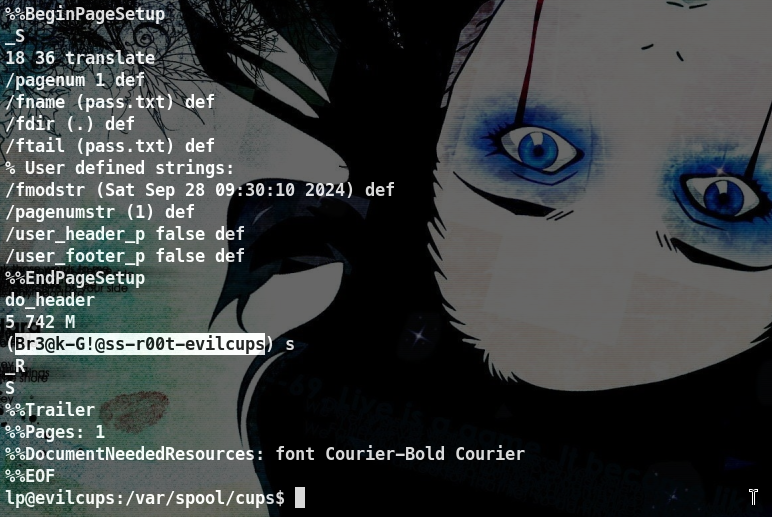 %%BeginPageSetup
_S
18 36 translate
/pagenum 1 def
/fname (pass.txt) def
/fdir (.) def
/ftail (pass.txt) def
% User defined strings:
/fmodstr (Sat Sep 28 09:30:10 2024) def
/pagenumstr (1) def
/user_header_p false def
/user_footer_p false def
%%EndPageSetup
do_header
5 742 M
(Br3@k-G!@ss-r00t-evilcups) s
_R
S
%%Trailer
%%Pages: 1
%%DocumentNeededResources: font Courier-Bold Courier
%%EOF
lp@evilcups:/var/spool/cups$